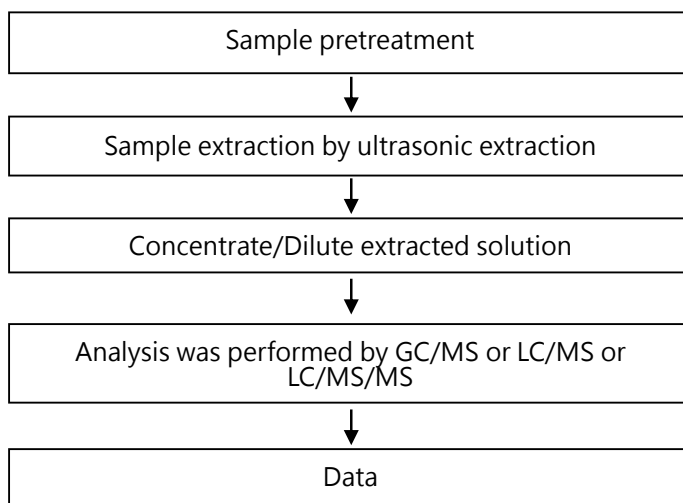 Sample pretreatment
Sample extraction by ultrasonic extraction
Concentrate/Dilute extracted solution
Analysis was performed by GC/MS or LC/MS or
LC/MS/MS
Data